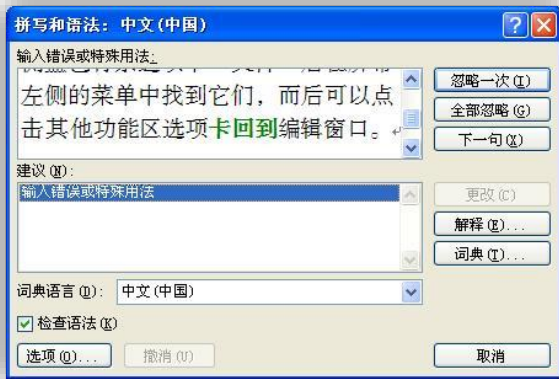 拼写和语法: 中文(中国)
输入错误或特殊用法:
左侧的菜单中找到它们，而后可以点
击其他功能区选项卡回到编辑窗口。
忽略一次(I)
全部忽略(G)
下一句(X)
建议(N):
输入错误或特殊用法
更改(C)
解释(E)...
词典(T)...
词典语言(D): 中文(中国)
检查语法(K)
选项(O)...
撤消(U)
取消